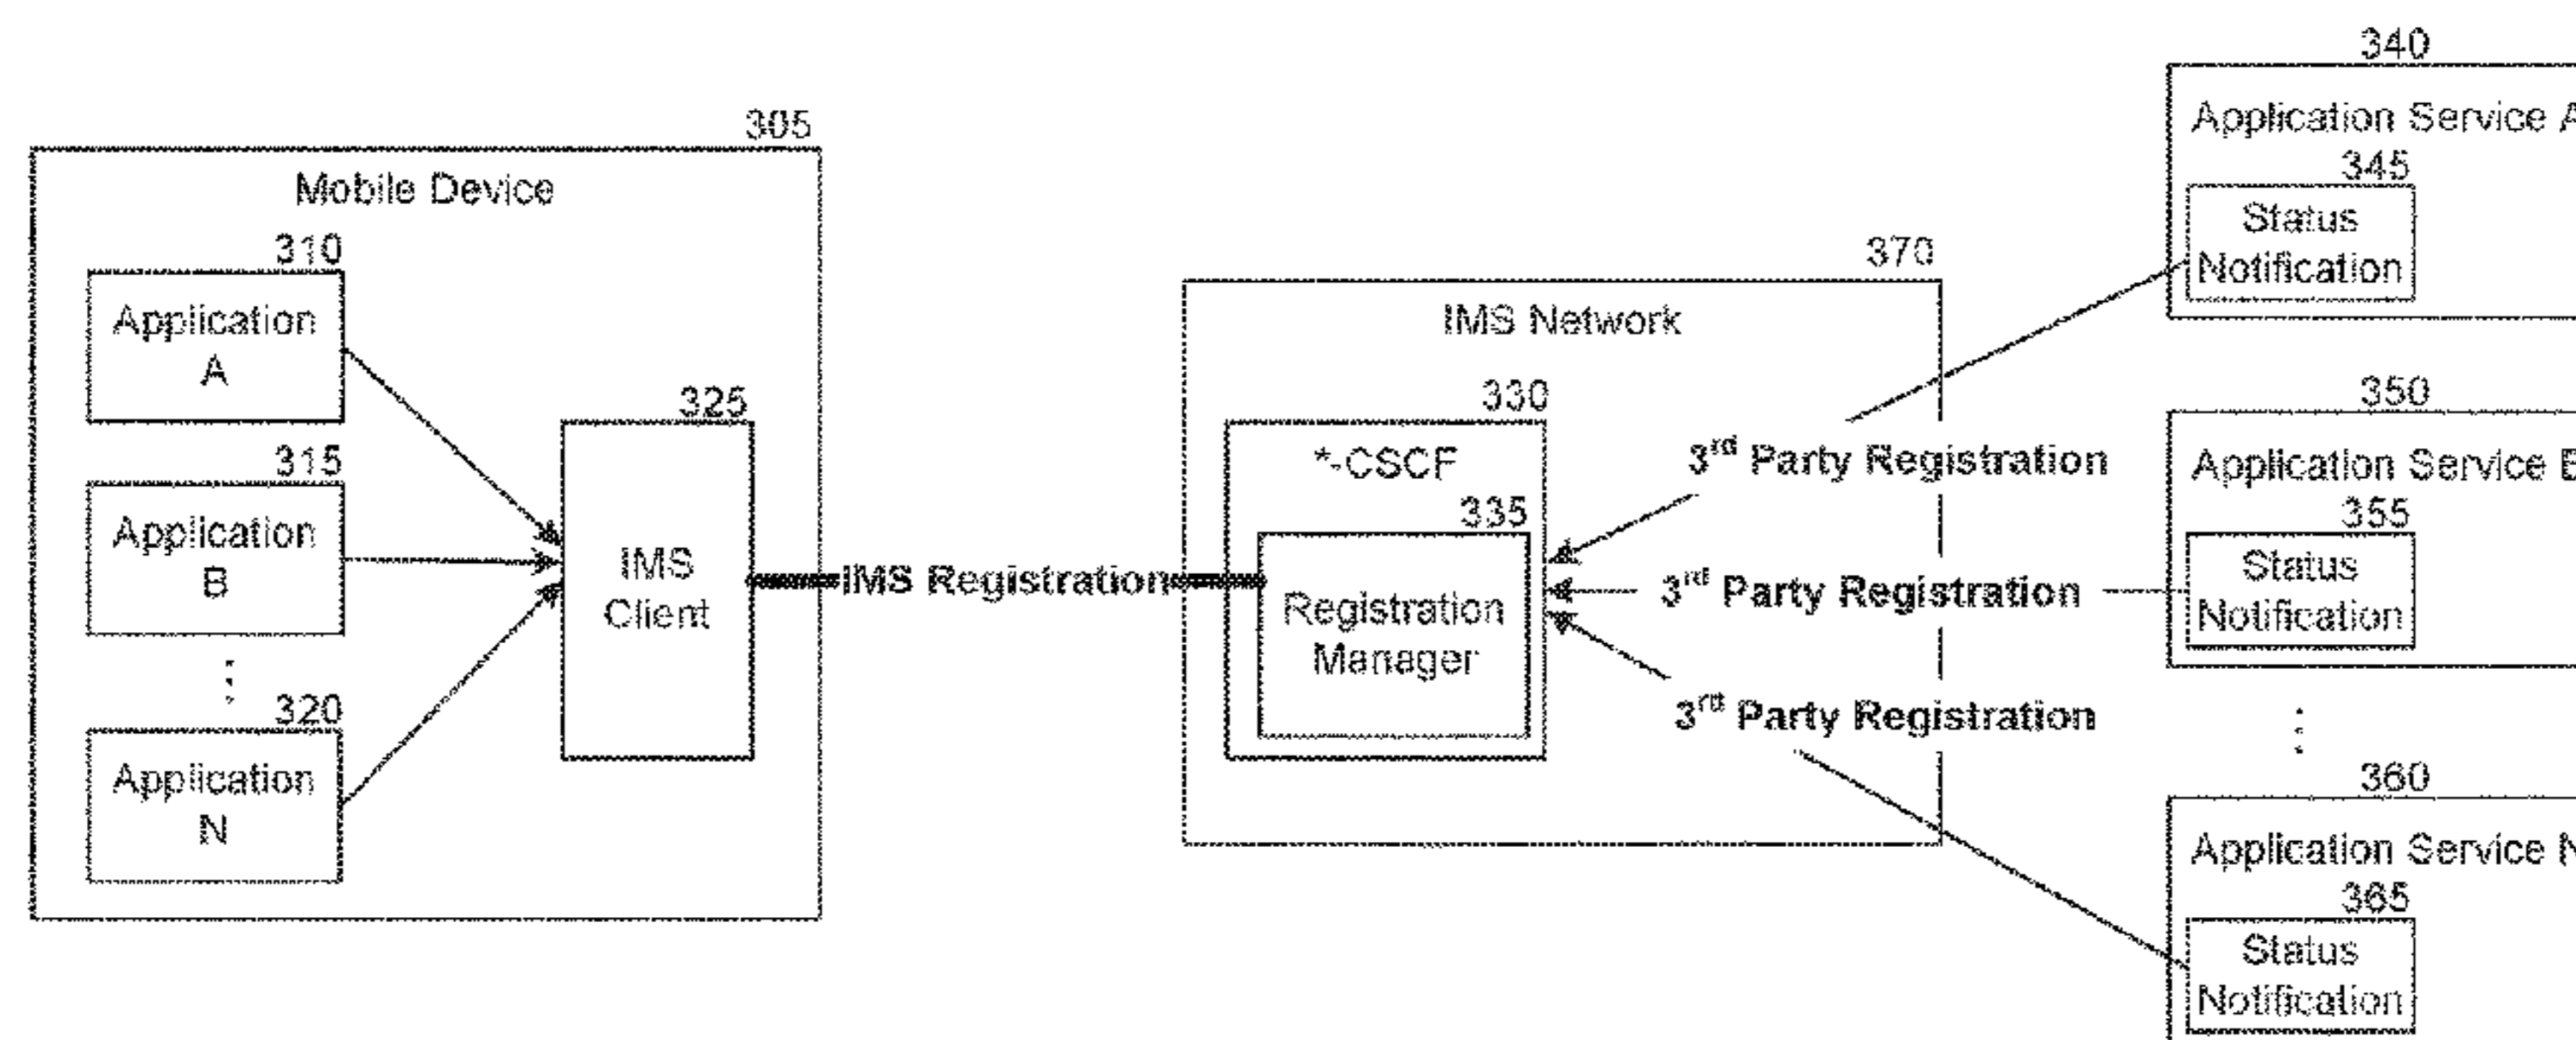 305
Mobile Device
310
Application
A
315
Application
B
320
Application
N
325
IMS
Client
IMS Registration
370
IMS Network
330
*-CSCF
335
Registration
Manager
3rd Party Registration
3rd Party Registration
3rd Party Registration
340
Application Service A
345
Status
Notification
350
Application Service B
355
Status
Notification
360
Application Service N
365
Status
Notification